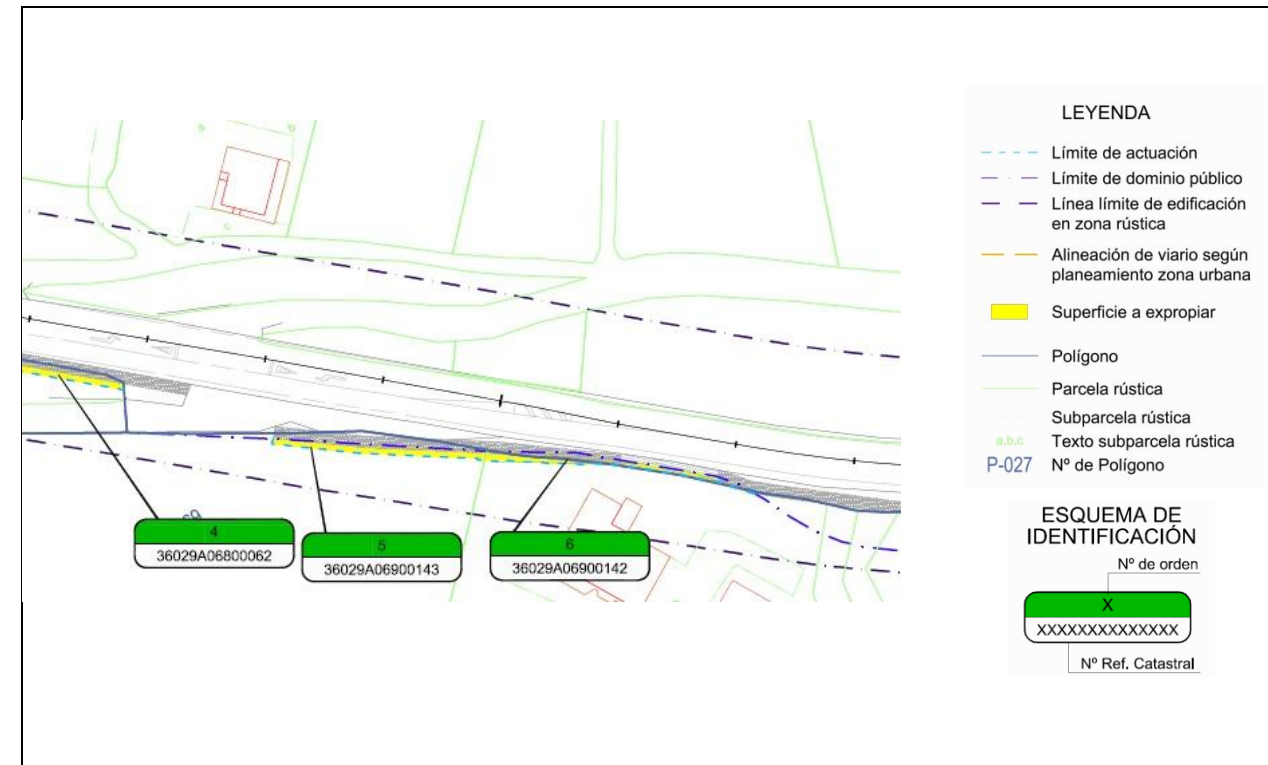 4
36029A06800062
5
36029A06900143
6
36029A06900142
LEYENDA
Límite de actuación
Límite de dominio público
Línea límite de edificación
en zona rústica
Alineación de viario según
planeamiento zona urbana
Superficie a expropiar
Polígono
Parcela rústica
Subparcela rústica
a,b,c Texto subparcela rústica
P-027 Nº de Polígono
ESQUEMA DE
IDENTIFICACIÓN
Nº de orden
X
XXXXXXXXXXXXXX
Nº Ref. Catastral